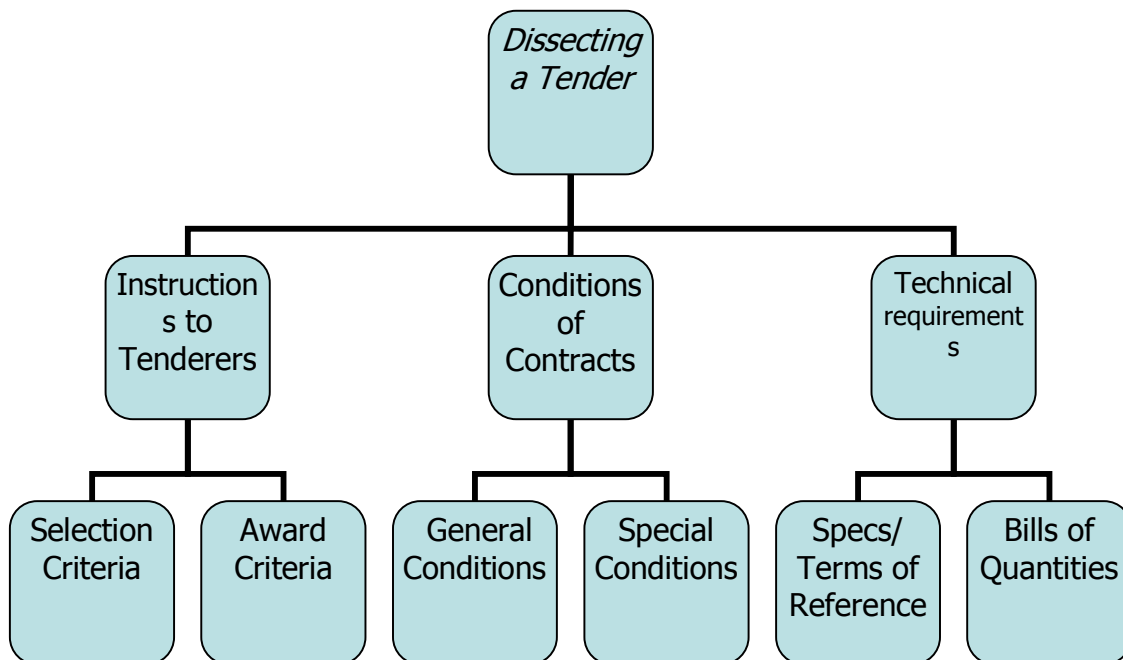 Dissecting
a Tender
Instruction
s to
Tenderers
Conditions
of
Contracts
Technical
requirement
s
Selection
Criteria
Award
Criteria
General
Conditions
Special
Conditions
Specs/
Terms of
Reference
Bills of
Quantities